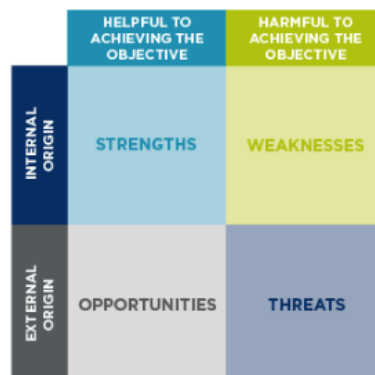 HELPFUL TO
ACHIEVING THE
OBJECTIVE
HARMFUL TO
ACHIEVING THE
OBJECTIVE
INTERNAL
ORIGIN
STRENGTHS
WEAKNESSES
EXTERNAL
ORIGIN
OPPORTUNITIES
THREATS